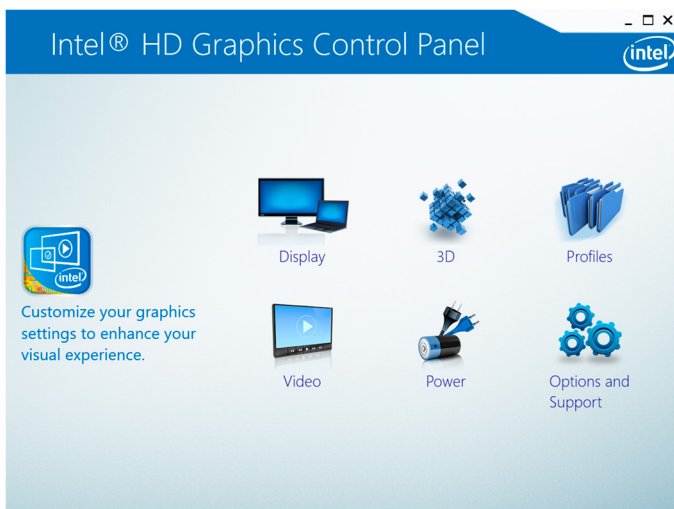 Intel® HD Graphics Control Panel
intel
intel
Customize your graphics
settings to enhance your
visual experience.
Display
3D
Profiles
Video
Power
Options and
Support